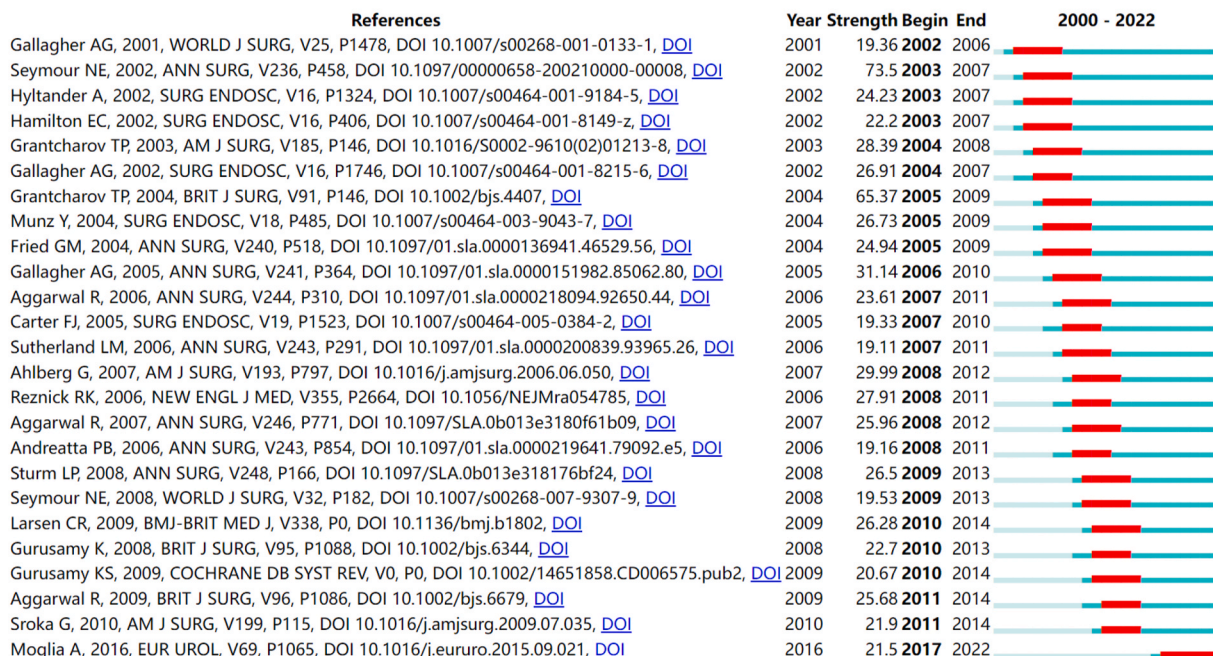 References Year Strength Begin End 2000 - 2022
Gallagher AG, 2001, WORLD J SURG, V25, P1478, DOI 10.1007/s00268-001-0133-1, DOI 2001 19.36 2002 2006
Seymour NE, 2002, ANN SURG, V236, P458, DOI 10.1097/00000658-200210000-00008, DOI 2002 73.5 2003 2007
Hyltander A, 2002, SURG ENDOSC, V16, P1324, DOI 10.1007/s00464-001-9184-5, DOI 2002 24.23 2003 2007
Hamilton EC, 2002, SURG ENDOSC, V16, P406, DOI 10.1007/s00464-001-8149-z, DOI 2002 22.2 2003 2007
Grantcharov TP, 2003, AM J SURG, V185, P146, DOI 10.1016/S0002-9610(02)01213-8, DOI 2003 28.39 2004 2008
Gallagher AG, 2002, SURG ENDOSC, V16, P1746, DOI 10.1007/s00464-001-8215-6, DOI 2002 26.91 2004 2007
Grantcharov TP, 2004, BRIT J SURG, V91, P146, DOI 10.1002/bjs.4407, DOI 2004 65.37 2005 2009
Munz Y, 2004, SURG ENDOSC, V18, P485, DOI 10.1007/s00464-003-9043-7, DOI 2004 26.73 2005 2009
Fried GM, 2004, ANN SURG, V240, P518, DOI 10.1097/01.sla.0000136941.46529.56, DOI 2004 24.94 2005 2009
Gallagher AG, 2005, ANN SURG, V241, P364, DOI 10.1097/01.sla.0000151982.85062.80, DOI 2005 31.14 2006 2010
Aggarwal R, 2006, ANN SURG, V244, P310, DOI 10.1097/01.sla.0000218094.92650.44, DOI 2006 23.61 2007 2011
Carter FJ, 2005, SURG ENDOSC, V19, P1523, DOI 10.1007/s00464-005-0384-2, DOI 2005 19.33 2007 2010
Sutherland LM, 2006, ANN SURG, V243, P291, DOI 10.1097/01.sla.0000200839.93965.26, DOI 2006 19.11 2007 2011
Ahlberg G, 2007, AM J SURG, V193, P797, DOI 10.1016/j.amjsurg.2006.06.050, DOI 2007 29.99 2008 2012
Reznick RK, 2006, NEW ENGL J MED, V355, P2664, DOI 10.1056/NEJMra054785, DOI 2006 27.91 2008 2011
Aggarwal R, 2007, ANN SURG, V246, P771, DOI 10.1097/SLA.0b013e3180f61b09, DOI 2007 25.96 2008 2012
Andreatta PB, 2006, ANN SURG, V243, P854, DOI 10.1097/01.sla.0000219641.79092.e5, DOI 2006 19.16 2008 2011
Sturm LP, 2008, ANN SURG, V248, P166, DOI 10.1097/SLA.0b013e318176bf24, DOI 2008 26.5 2009 2013
Seymour NE, 2008, WORLD J SURG, V32, P182, DOI 10.1007/s00268-007-9307-9, DOI 2008 19.53 2009 2013
Larsen CR, 2009, BMJ-BRIT MED J, V338, P0, DOI 10.1136/bmj.b1802, DOI 2009 26.28 2010 2014
Gurusamy K, 2008, BRIT J SURG, V95, P1088, DOI 10.1002/bjs.6344, DOI 2008 22.7 2010 2013
Gurusamy KS, 2009, COCHRANE DB SYST REV, V0, P0, DOI 10.1002/14651858.CD006575.pub2, DOI 2009 20.67 2010 2014
Aggarwal R, 2009, BRIT J SURG, V96, P1086, DOI 10.1002/bjs.6679, DOI 2009 25.68 2011 2014
Sroka G, 2010, AM J SURG, V199, P115, DOI 10.1016/j.amjsurg.2009.07.035, DOI 2010 21.9 2011 2014
Moglia A, 2016, EUR UROL, V69, P1065, DOI 10.1016/j.eururo.2015.09.021, DOI 2016 21.5 2017 2022